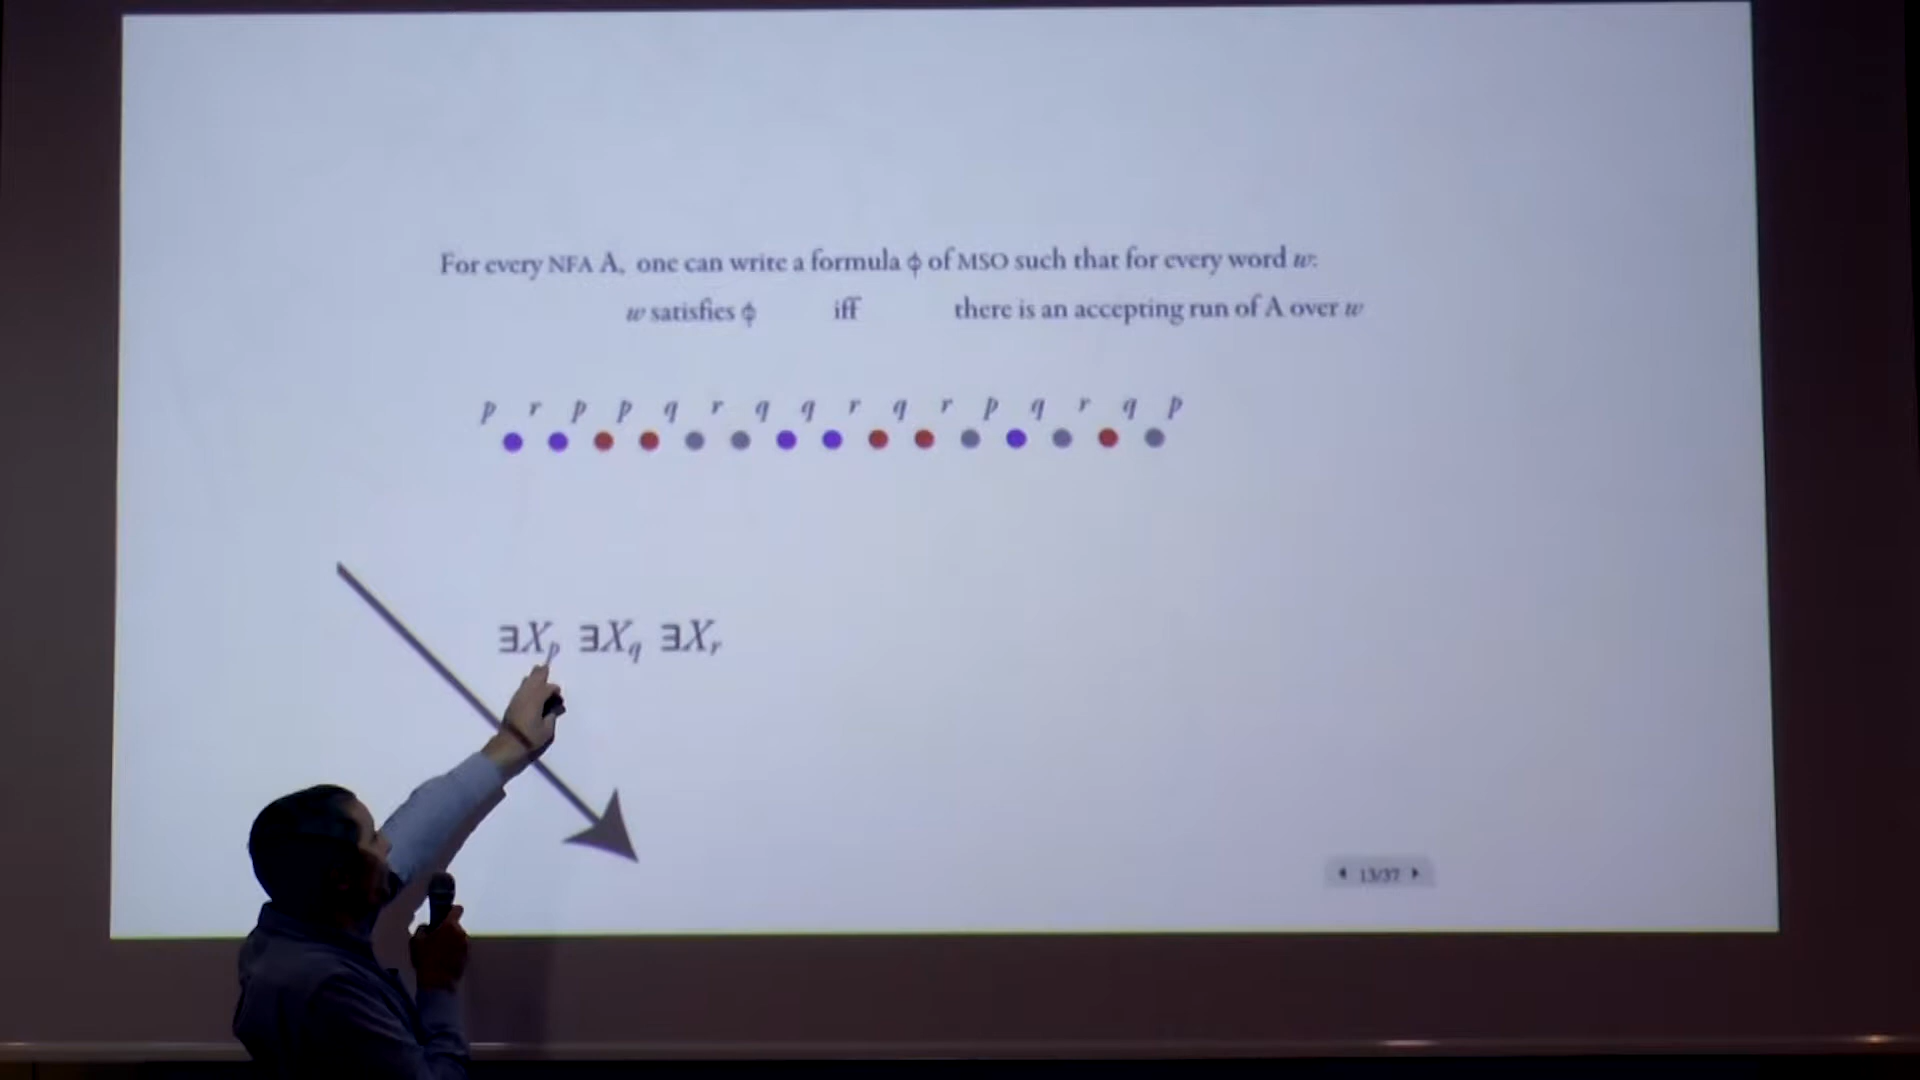 For every NFA A, one can write a formula ϕ of MSO such that for every word w:
w satisfies ϕ iff there is an accepting run of A over w
p r p p q r q q r q r p q r q p
∃Xₚ ∃X_q ∃Xᵣ
13/37